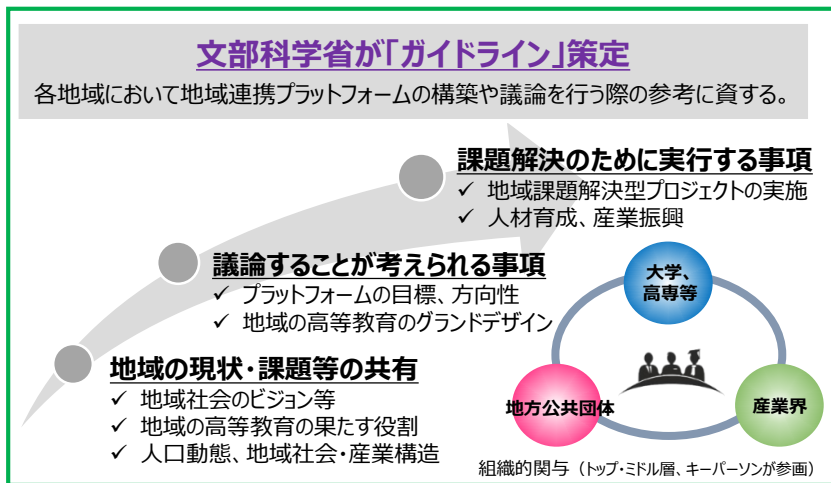 文部科学省が「ガイドライン」策定
各地域において地域連携プラットフォームの構築や議論を行う際の参考に資する。
課題解決のために実行する事項
✓ 地域課題解決型プロジェクトの実施
✓ 人材育成、産業振興
議論することが考えられる事項
✓ プラットフォームの目標、方向性
✓ 地域の高等教育のグランドデザイン
地域の現状・課題等の共有
✓ 地域社会のビジョン等
✓ 地域の高等教育の果たす役割
✓ 人口動態、地域社会・産業構造
大学、
高専等
地方公共団体
産業界
組織的関与（トップ・ミドル層、キーパーソンが参画）